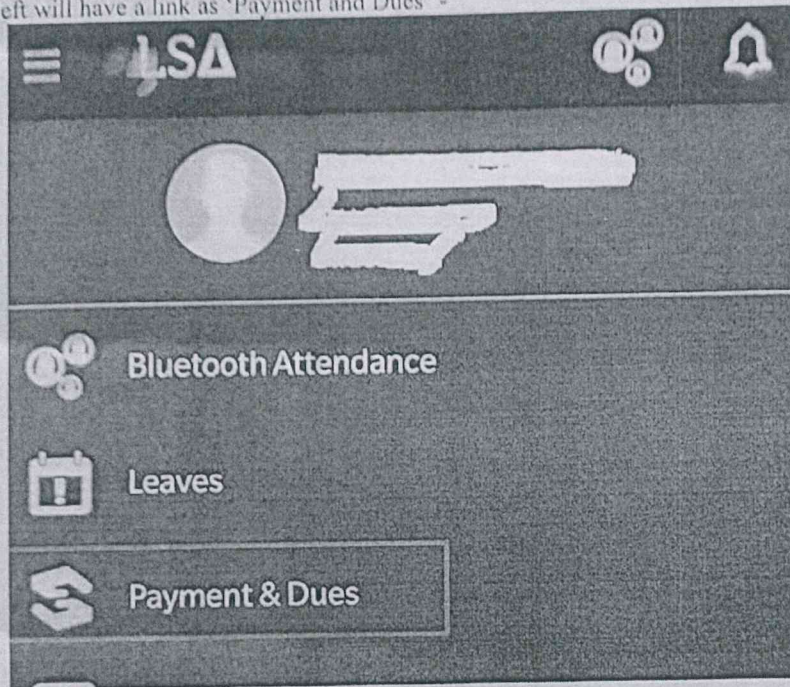 eft will have a link as 'Payment and Dues' -
LSA
Bluetooth Attendance
Leaves
Payment & Dues